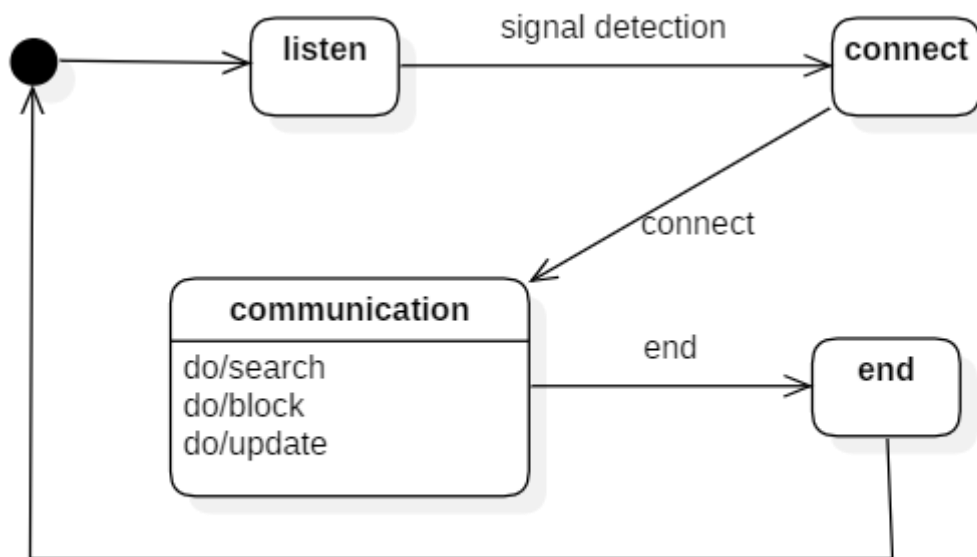 listen
signal detection
connect
connect
communication
do/search
do/block
do/update
end
end